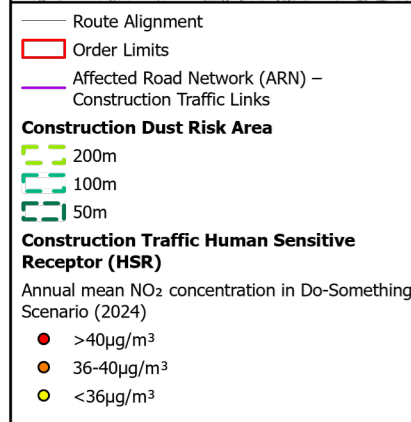 Route Alignment
Order Limits
Affected Road Network (ARN) –
Construction Traffic Links
Construction Dust Risk Area
200m
100m
50m
Construction Traffic Human Sensitive
Receptor (HSR)
Annual mean NO₂ concentration in Do-Something
Scenario (2024)
>40µg/m³
36-40µg/m³
<36µg/m³